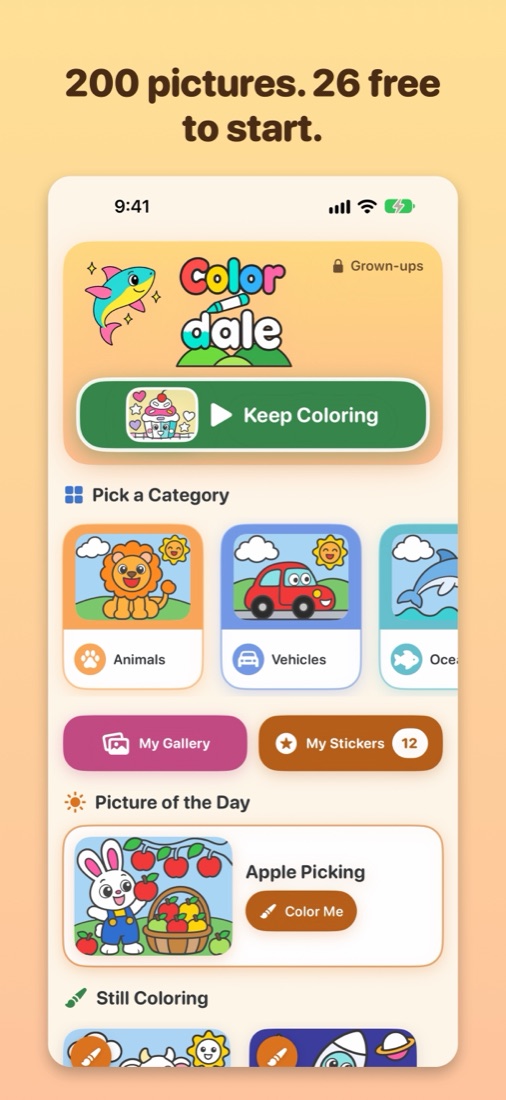 200 pictures. 26 free
to start.
9:41
Color
dale
Grown-ups
Keep Coloring
Pick a Category
Animals
Vehicles
Ocea
My Gallery
My Stickers 12
Picture of the Day
Apple Picking
Color Me
Still Coloring